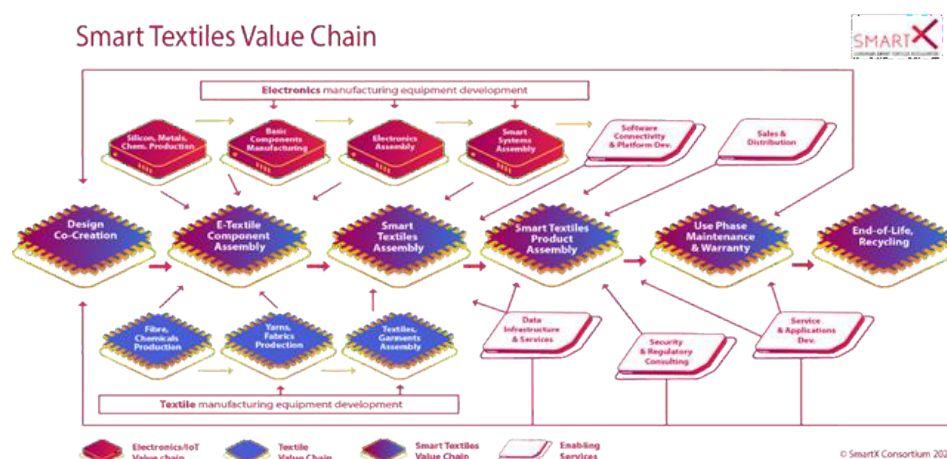 Smart Textiles Value Chain
SMARTX
Electronics manufacturing equipment development
Silicon, Metals,
Chem. Production
Basic
Components
Manufacturing
Electronics
Assembly
Smart
Systems
Assembly
Software
Connectivity
& Platform Dev.
Sales &
Distribution
Design
Co-Creation
E-Textile
Component
Assembly
Smart
Textiles
Assembly
Smart Textiles
Product
Assembly
Use Phase
Maintenance
& Warranty
End-of-Life,
Recycling
Fibre,
Chemicals
Production
Yarns,
Fabrics
Production
Textiles,
Garments
Assembly
Data
Infrastructure
& Services
Security
& Regulatory
Consulting
Service
& Applications
Dev.
Textile manufacturing equipment development
Electronics/IoT
Value chain
Textile
Value Chain
Smart Textiles
Value Chain
Enabling
Services
© SmartX Consortium 202